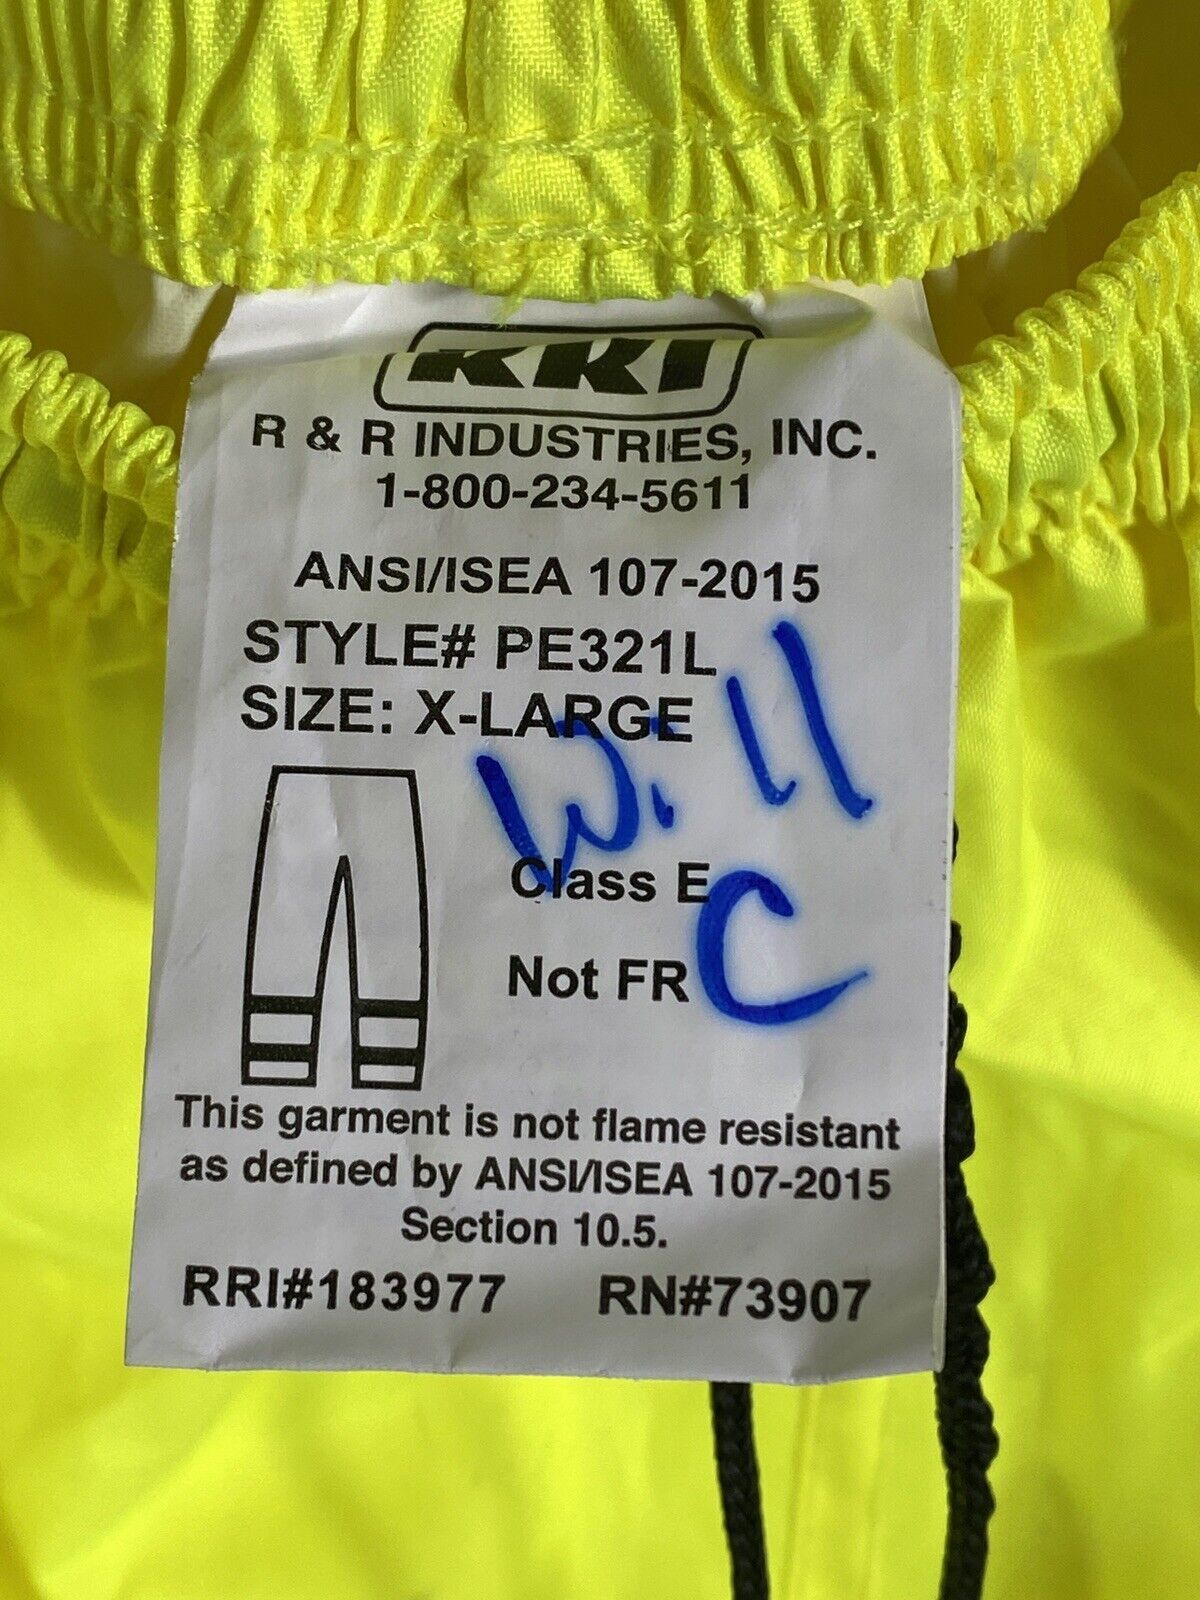 RRI
R & R INDUSTRIES, INC.
1-800-234-5611
ANSI/ISEA 107-2015
STYLE# PE321L
SIZE: X-LARGE
Will
C
Class E
Not FR
This garment is not flame resistant
as defined by ANSI/ISEA 107-2015
Section 10.5.
RRI#183977 RN#73907